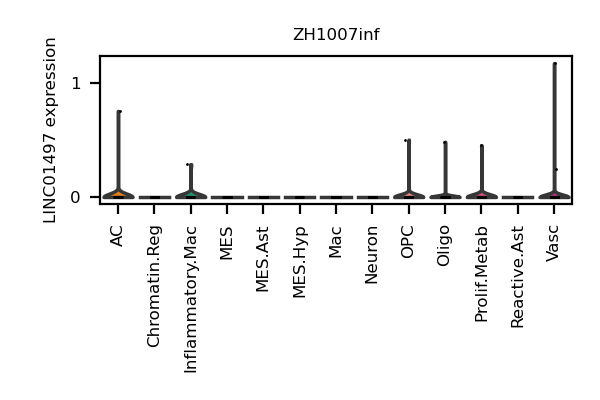 ZH1007inf
LINC01497 expression
1
0
AC
Chromatin.Reg
Inflammatory.Mac
MES
MES.Ast
MES.Hyp
Mac
Neuron
OPC
Oligo
Prolif.Metab
Reactive.Ast
Vasc